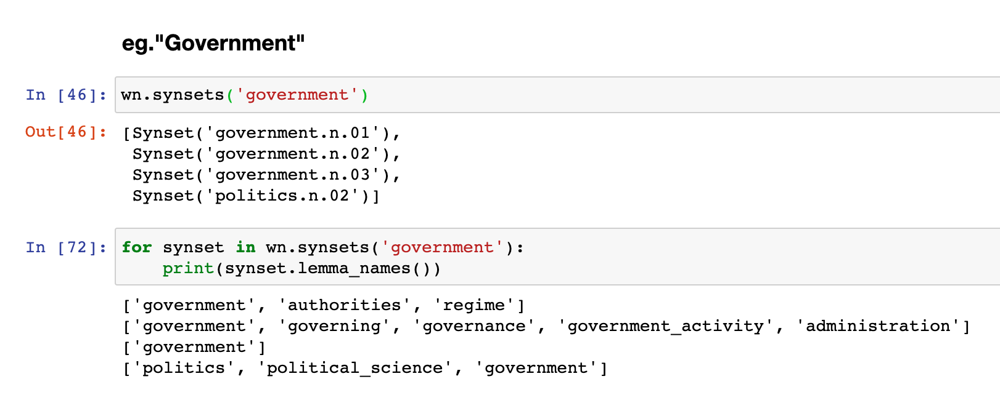 eg."Government"
In [46]: wn.synsets('government')
Out[46]: [Synset('government.n.01'),
 Synset('government.n.02'),
 Synset('government.n.03'),
 Synset('politics.n.02')]
In [72]: for synset in wn.synsets('government'):
    print(synset.lemma_names())
['government', 'authorities', 'regime']
['government', 'governing', 'governance', 'government_activity', 'administration']
['government']
['politics', 'political_science', 'government']